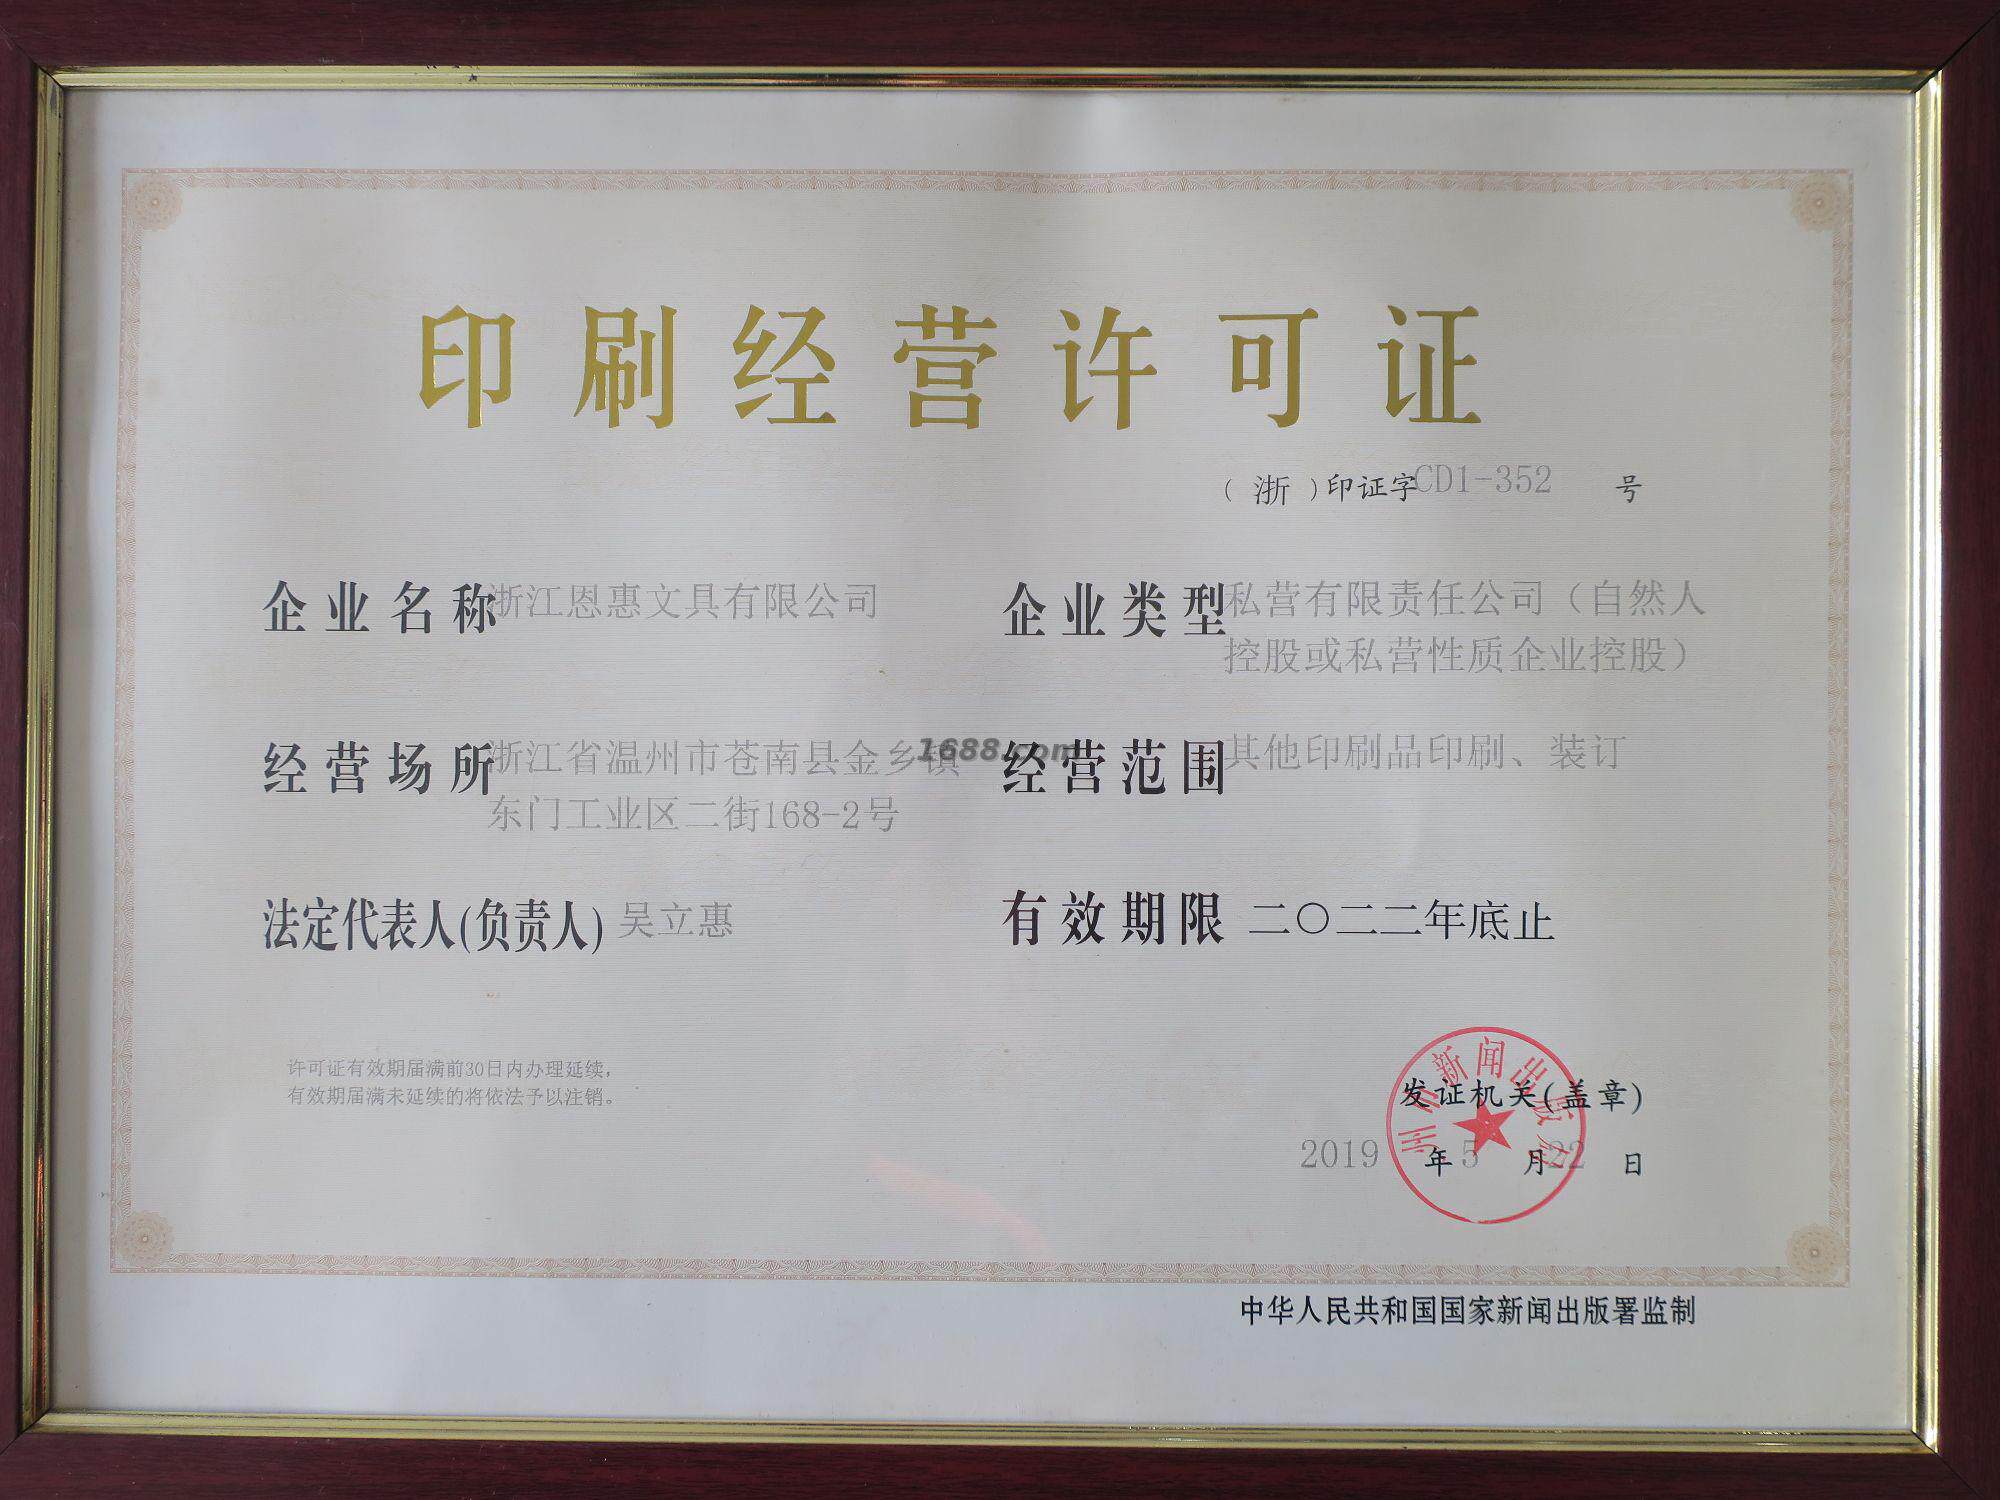 印刷经营许可证
（浙）印证字CD1-352 号
企业名称 浙江恩惠文具有限公司
企业类型 私营有限责任公司（自然人
控股或私营性质企业控股）
经营场所 浙江省温州市苍南县金乡镇
东门工业区二街168-2号
1688.com
经营范围 其他印刷品印刷、装订
法定代表人(负责人) 吴立惠
有效期限 二〇二二年底止
许可证有效期届满前30日内办理延续，
有效期届满未延续的将依法予以注销。
州市新闻出版
发证机关(盖章)
2019 年 5 月 22 日
中华人民共和国国家新闻出版署监制